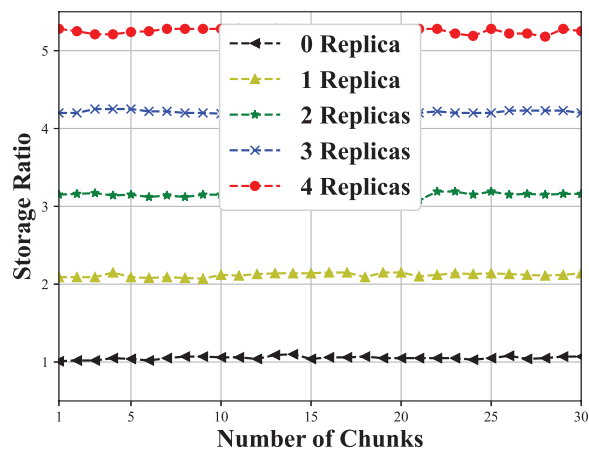 5
4
3
2
1
Storage Ratio
0 Replica
1 Replica
2 Replicas
3 Replicas
4 Replicas
1 5 10 15 20 25 30
Number of Chunks